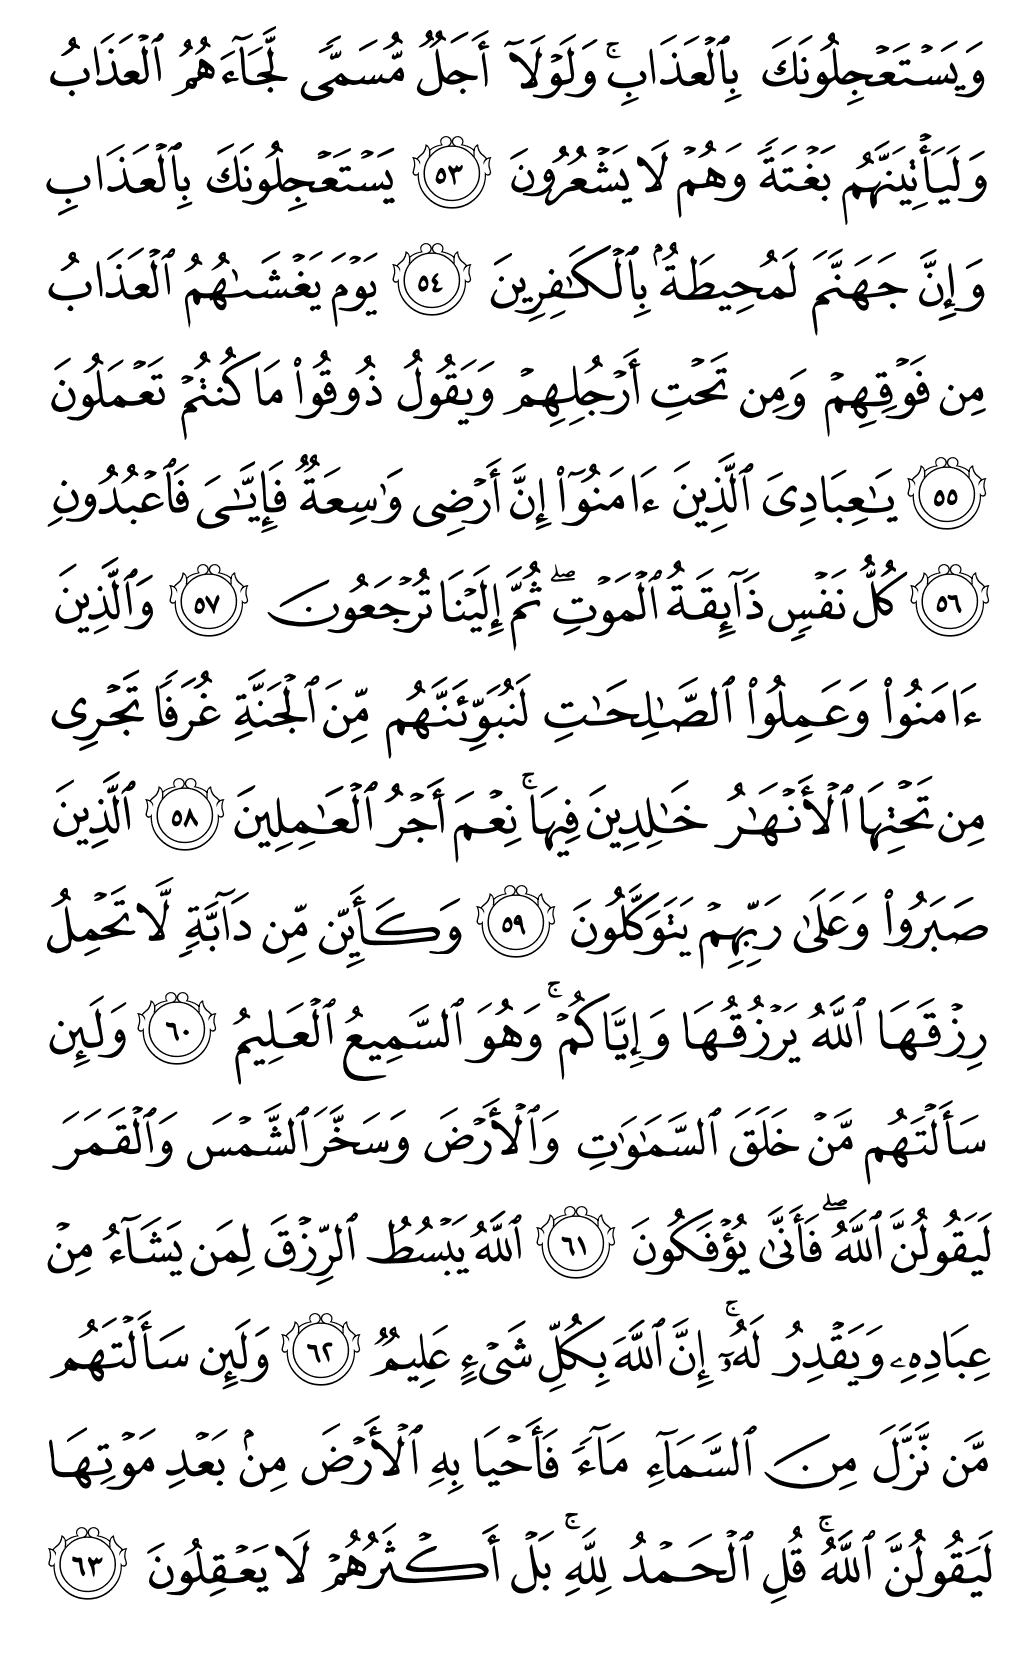 وَيَسْتَعْجِلُونَكَ بِٱلْعَذَابِ ۚ وَلَوْلَآ أَجَلٌ مُّسَمًّى لَّجَآءَهُمُ ٱلْعَذَابُ
وَلَيَأْتِيَنَّهُم بَغْتَةً وَهُمْ لَا يَشْعُرُونَ ٥٣ يَسْتَعْجِلُونَكَ بِٱلْعَذَابِ
وَإِنَّ جَهَنَّمَ لَمُحِيطَةٌۢ بِٱلْكَـٰفِرِينَ ٥٤ يَوْمَ يَغْشَىٰهُمُ ٱلْعَذَابُ
مِن فَوْقِهِمْ وَمِن تَحْتِ أَرْجُلِهِمْ وَيَقُولُ ذُوقُوا۟ مَا كُنتُمْ تَعْمَلُونَ
٥٥ يَـٰعِبَادِىَ ٱلَّذِينَ ءَامَنُوٓا۟ إِنَّ أَرْضِى وَٰسِعَةٌ فَإِيَّـٰىَ فَٱعْبُدُونِ
٥٦ كُلُّ نَفْسٍ ذَآئِقَةُ ٱلْمَوْتِ ۖ ثُمَّ إِلَيْنَا تُرْجَعُونَ ٥٧ وَٱلَّذِينَ
ءَامَنُوا۟ وَعَمِلُوا۟ ٱلصَّـٰلِحَـٰتِ لَنُبَوِّئَنَّهُم مِّنَ ٱلْجَنَّةِ غُرَفًا تَجْرِى
مِن تَحْتِهَا ٱلْأَنْهَـٰرُ خَـٰلِدِينَ فِيهَا ۚ نِعْمَ أَجْرُ ٱلْعَـٰمِلِينَ ٥٨ ٱلَّذِينَ
صَبَرُوا۟ وَعَلَىٰ رَبِّهِمْ يَتَوَكَّلُونَ ٥٩ وَكَأَيِّن مِّن دَآبَّةٍ لَّا تَحْمِلُ
رِزْقَهَا ٱللَّهُ يَرْزُقُهَا وَإِيَّاكُمْ ۚ وَهُوَ ٱلسَّمِيعُ ٱلْعَلِيمُ ٦٠ وَلَئِن
سَأَلْتَهُم مَّنْ خَلَقَ ٱلسَّمَـٰوَٰتِ وَٱلْأَرْضَ وَسَخَّرَ ٱلشَّمْسَ وَٱلْقَمَرَ
لَيَقُولُنَّ ٱللَّهُ ۖ فَأَنَّىٰ يُؤْفَكُونَ ٦١ ٱللَّهُ يَبْسُطُ ٱلرِّزْقَ لِمَن يَشَآءُ مِنْ
عِبَادِهِۦ وَيَقْدِرُ لَهُۥٓ ۚ إِنَّ ٱللَّهَ بِكُلِّ شَىْءٍ عَلِيمٌ ٦٢ وَلَئِن سَأَلْتَهُم
مَّن نَّزَّلَ مِنَ ٱلسَّمَآءِ مَآءً فَأَحْيَا بِهِ ٱلْأَرْضَ مِنۢ بَعْدِ مَوْتِهَا
لَيَقُولُنَّ ٱللَّهُ ۚ قُلِ ٱلْحَمْدُ لِلَّهِ ۚ بَلْ أَكْثَرُهُمْ لَا يَعْقِلُونَ ٦٣